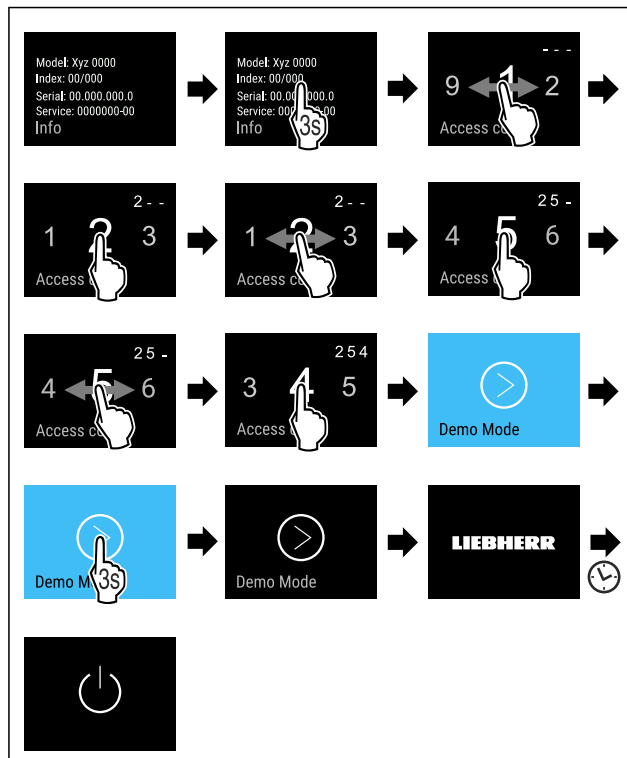 Model: Xyz 0000
Index: 00/000
Serial: 00.000.000.0
Service: 0000000-00
Info
Model: Xyz 0000
Index: 00/000
Serial: 00. 000.0
Service: 00 00-00
Info
3s
- - -
9 1 2
Access
2 - -
1 2 3
Access
2 - -
1 2 3
Access
2 5 -
4 5 6
Access
2 5 -
4 5 6
Access
2 5 4
3 4 5
Access
Demo Mode
Demo
3s
Demo Mode
LIEBHERR